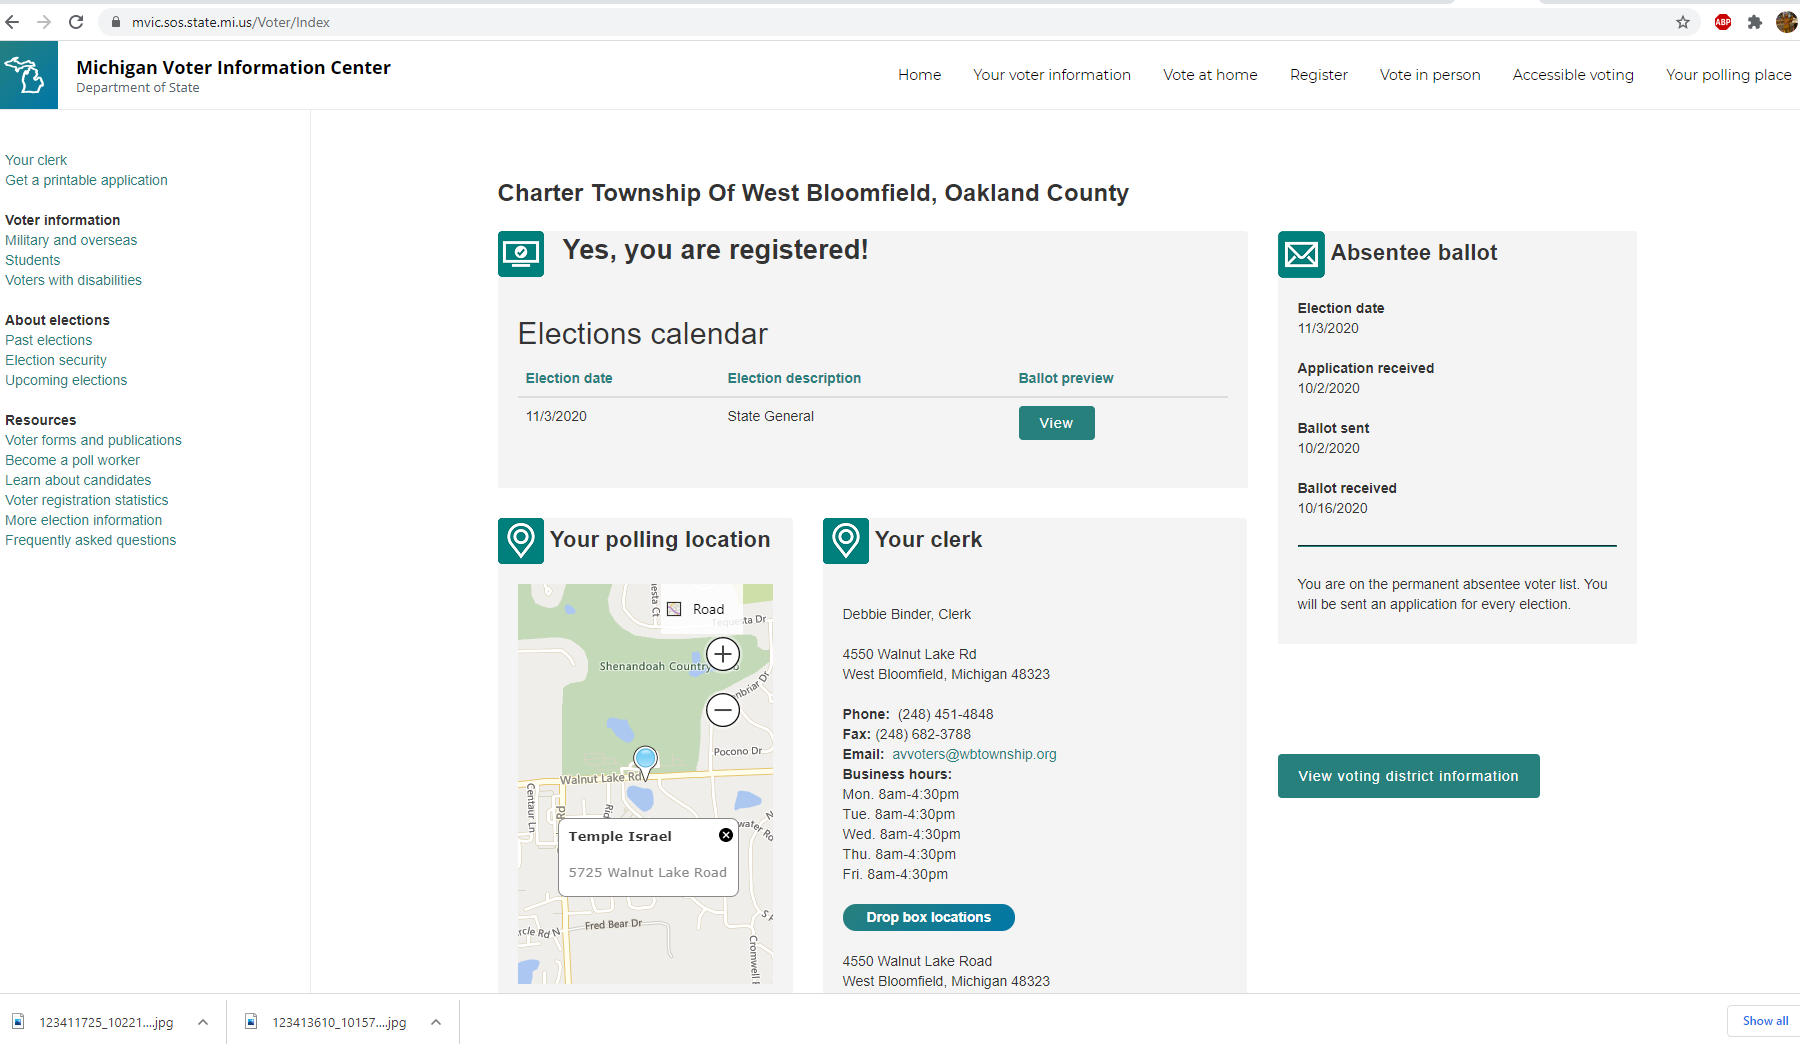 mvic.sos.state.mi.us/Voter/Index
ABP
Michigan Voter Information Center
Department of State
Home
Your voter information
Vote at home
Register
Vote in person
Accessible voting
Your polling place
Your clerk
Get a printable application
Voter information
Military and overseas
Students
Voters with disabilities
About elections
Past elections
Election security
Upcoming elections
Resources
Voter forms and publications
Become a poll worker
Learn about candidates
Voter registration statistics
More election information
Frequently asked questions
Charter Township Of West Bloomfield, Oakland County
Yes, you are registered!
Elections calendar
Election date Election description Ballot preview
11/3/2020 State General View
Absentee ballot
Election date
11/3/2020
Application received
10/2/2020
Ballot sent
10/2/2020
Ballot received
10/16/2020
You are on the permanent absentee voter list. You
will be sent an application for every election.
View voting district information
Your polling location
Road
Shenandoah Country
Pocono Dr
Walnut Lake Rd
Centaur Ln
Temple Israel
5725 Walnut Lake Road
Fred Bear Dr
Your clerk
Debbie Binder, Clerk
4550 Walnut Lake Rd
West Bloomfield, Michigan 48323
Phone: (248) 451-4848
Fax: (248) 682-3788
Email: avvoters@wbtownship.org
Business hours:
Mon. 8am-4:30pm
Tue. 8am-4:30pm
Wed. 8am-4:30pm
Thu. 8am-4:30pm
Fri. 8am-4:30pm
Drop box locations
4550 Walnut Lake Road
West Bloomfield, Michigan 48323
123411725_10221....jpg
123413610_10157....jpg
Show all